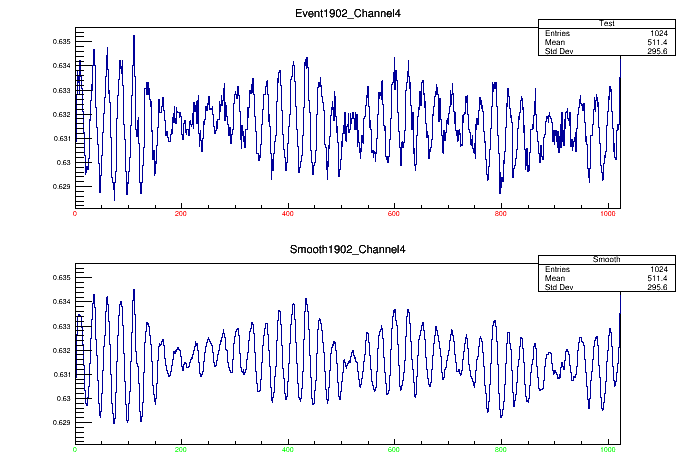 Event1902_Channel4
Test
Entries 1024
Mean 511.4
Std Dev 295.6
0.635
0.634
0.633
0.632
0.631
0.63
0.629
0 200 400 600 800 1000
Smooth1902_Channel4
Smooth
Entries 1024
Mean 511.4
Std Dev 295.6
0.635
0.634
0.633
0.632
0.631
0.63
0.629
0 200 400 600 800 1000